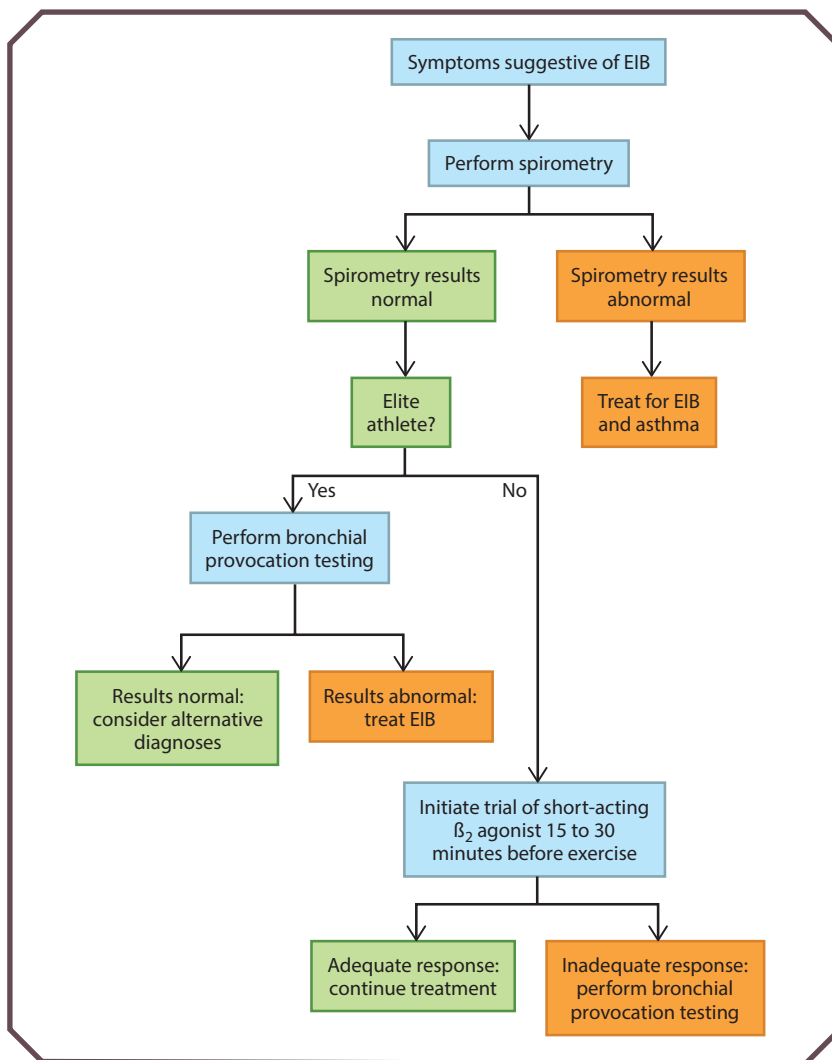 Symptoms suggestive of EIB
Perform spirometry
Spirometry results
normal
Spirometry results
abnormal
Elite
athlete?
Treat for EIB
and asthma
Yes
No
Perform bronchial
provocation testing
Results normal:
consider alternative
diagnoses
Results abnormal:
treat EIB
Initiate trial of short-acting
ß₂ agonist 15 to 30
minutes before exercise
Adequate response:
continue treatment
Inadequate response:
perform bronchial
provocation testing